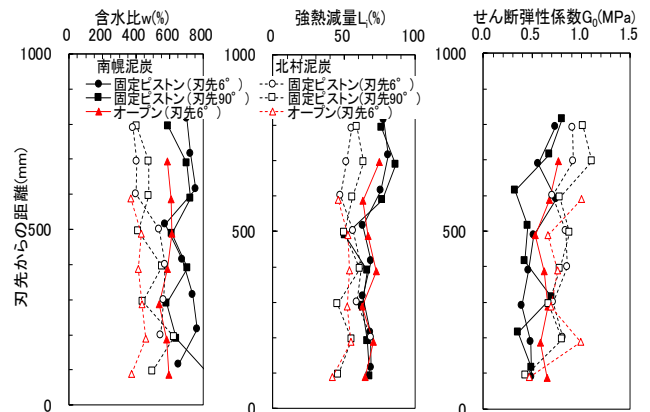 含水比w(%)
0 200 400 600 800
強熱減量Li(%)
0 50 100
せん断弾性係数G0(MPa)
0.0 0.5 1.0 1.5
刃先からの距離(mm)
1000
500
0
1000
500
0
1000
500
0
南幌泥炭
固定ピストン(刃先6°)
固定ピストン(刃先90°)
オープン(刃先6°)
北村泥炭
固定ピストン(刃先6°)
固定ピストン(刃先90°)
オープン(刃先6°)